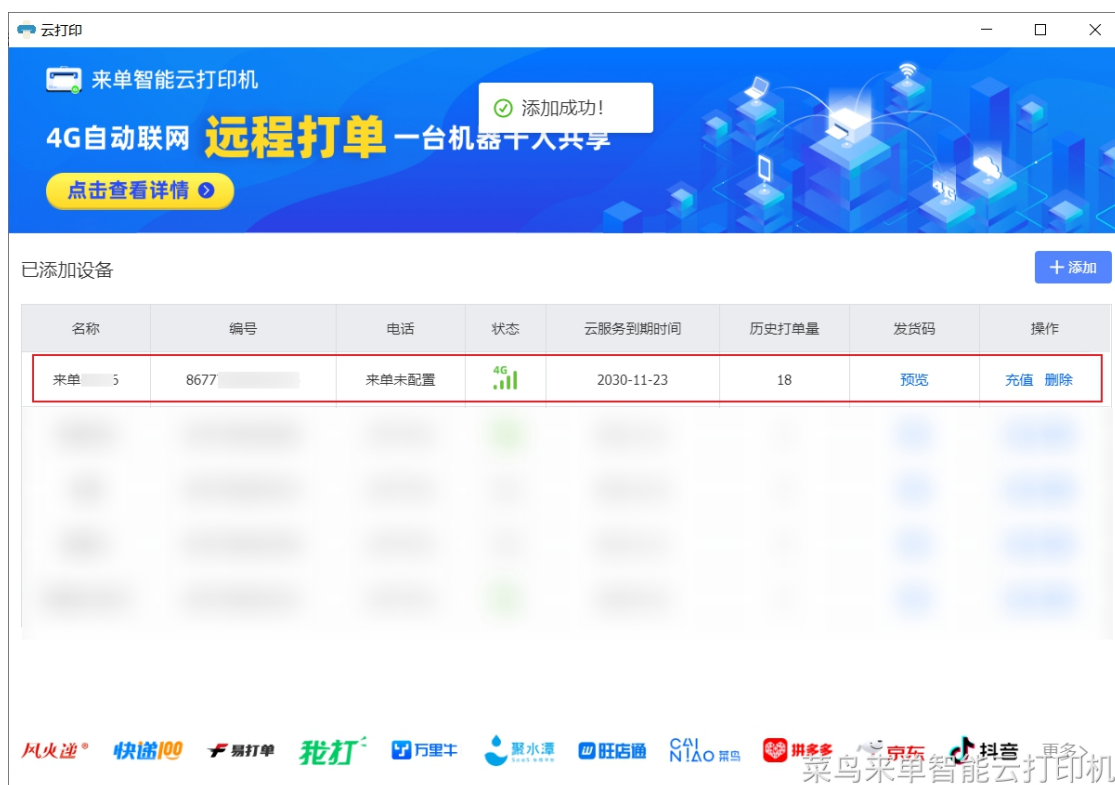 云打印
来单智能云打印机
添加成功!
4G自动联网 远程打单 一台机器千人共享
点击查看详情
已添加设备
添加
名称 编号 电话 状态 云服务到期时间 历史打单量 发货码 操作
来单 5 8677 来单未配置 4G 2030-11-23 18 预览 充值 删除
风火递® 快递100 易打单 我打 万里牛 聚水潭 旺店通 CAINIAO 菜鸟 拼多多 京东 抖音 更多>
菜鸟来单智能云打印机